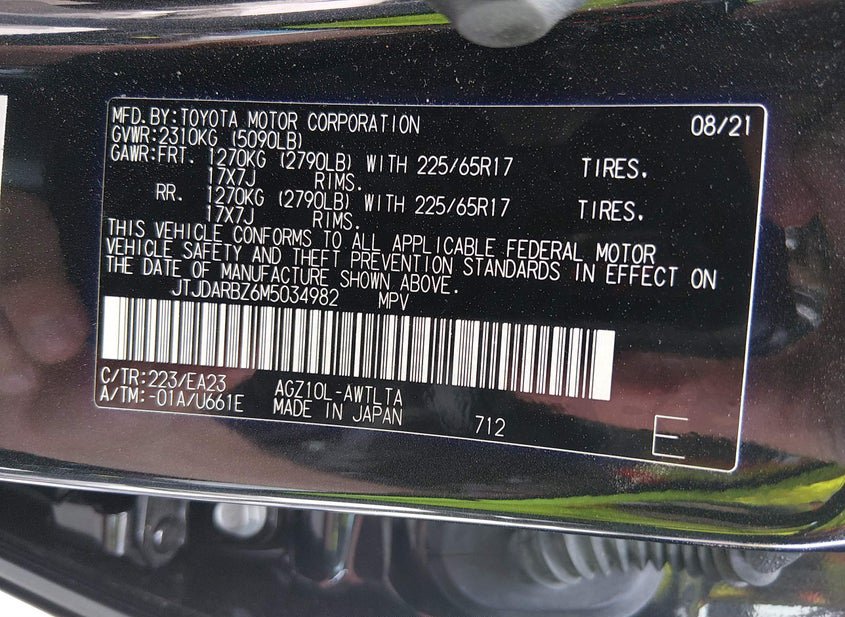 MFD.BY:TOYOTA MOTOR CORPORATION 08/21
GVWR:2310KG (5090LB)
GAWR:FRT. 1270KG (2790LB) WITH 225/65R17 TIRES.
17X7J RIMS.
RR. 1270KG (2790LB) WITH 225/65R17 TIRES.
17X7J RIMS.
THIS VEHICLE CONFORMS TO ALL APPLICABLE FEDERAL MOTOR
VEHICLE SAFETY AND THEFT PREVENTION STANDARDS IN EFFECT ON
THE DATE OF MANUFACTURE SHOWN ABOVE.
JTJDARBZ6M5034982 MPV
C/TR:223/EA23 AGZ10L-AWTLTA
A/TM:-01A/U661E MADE IN JAPAN 712 E